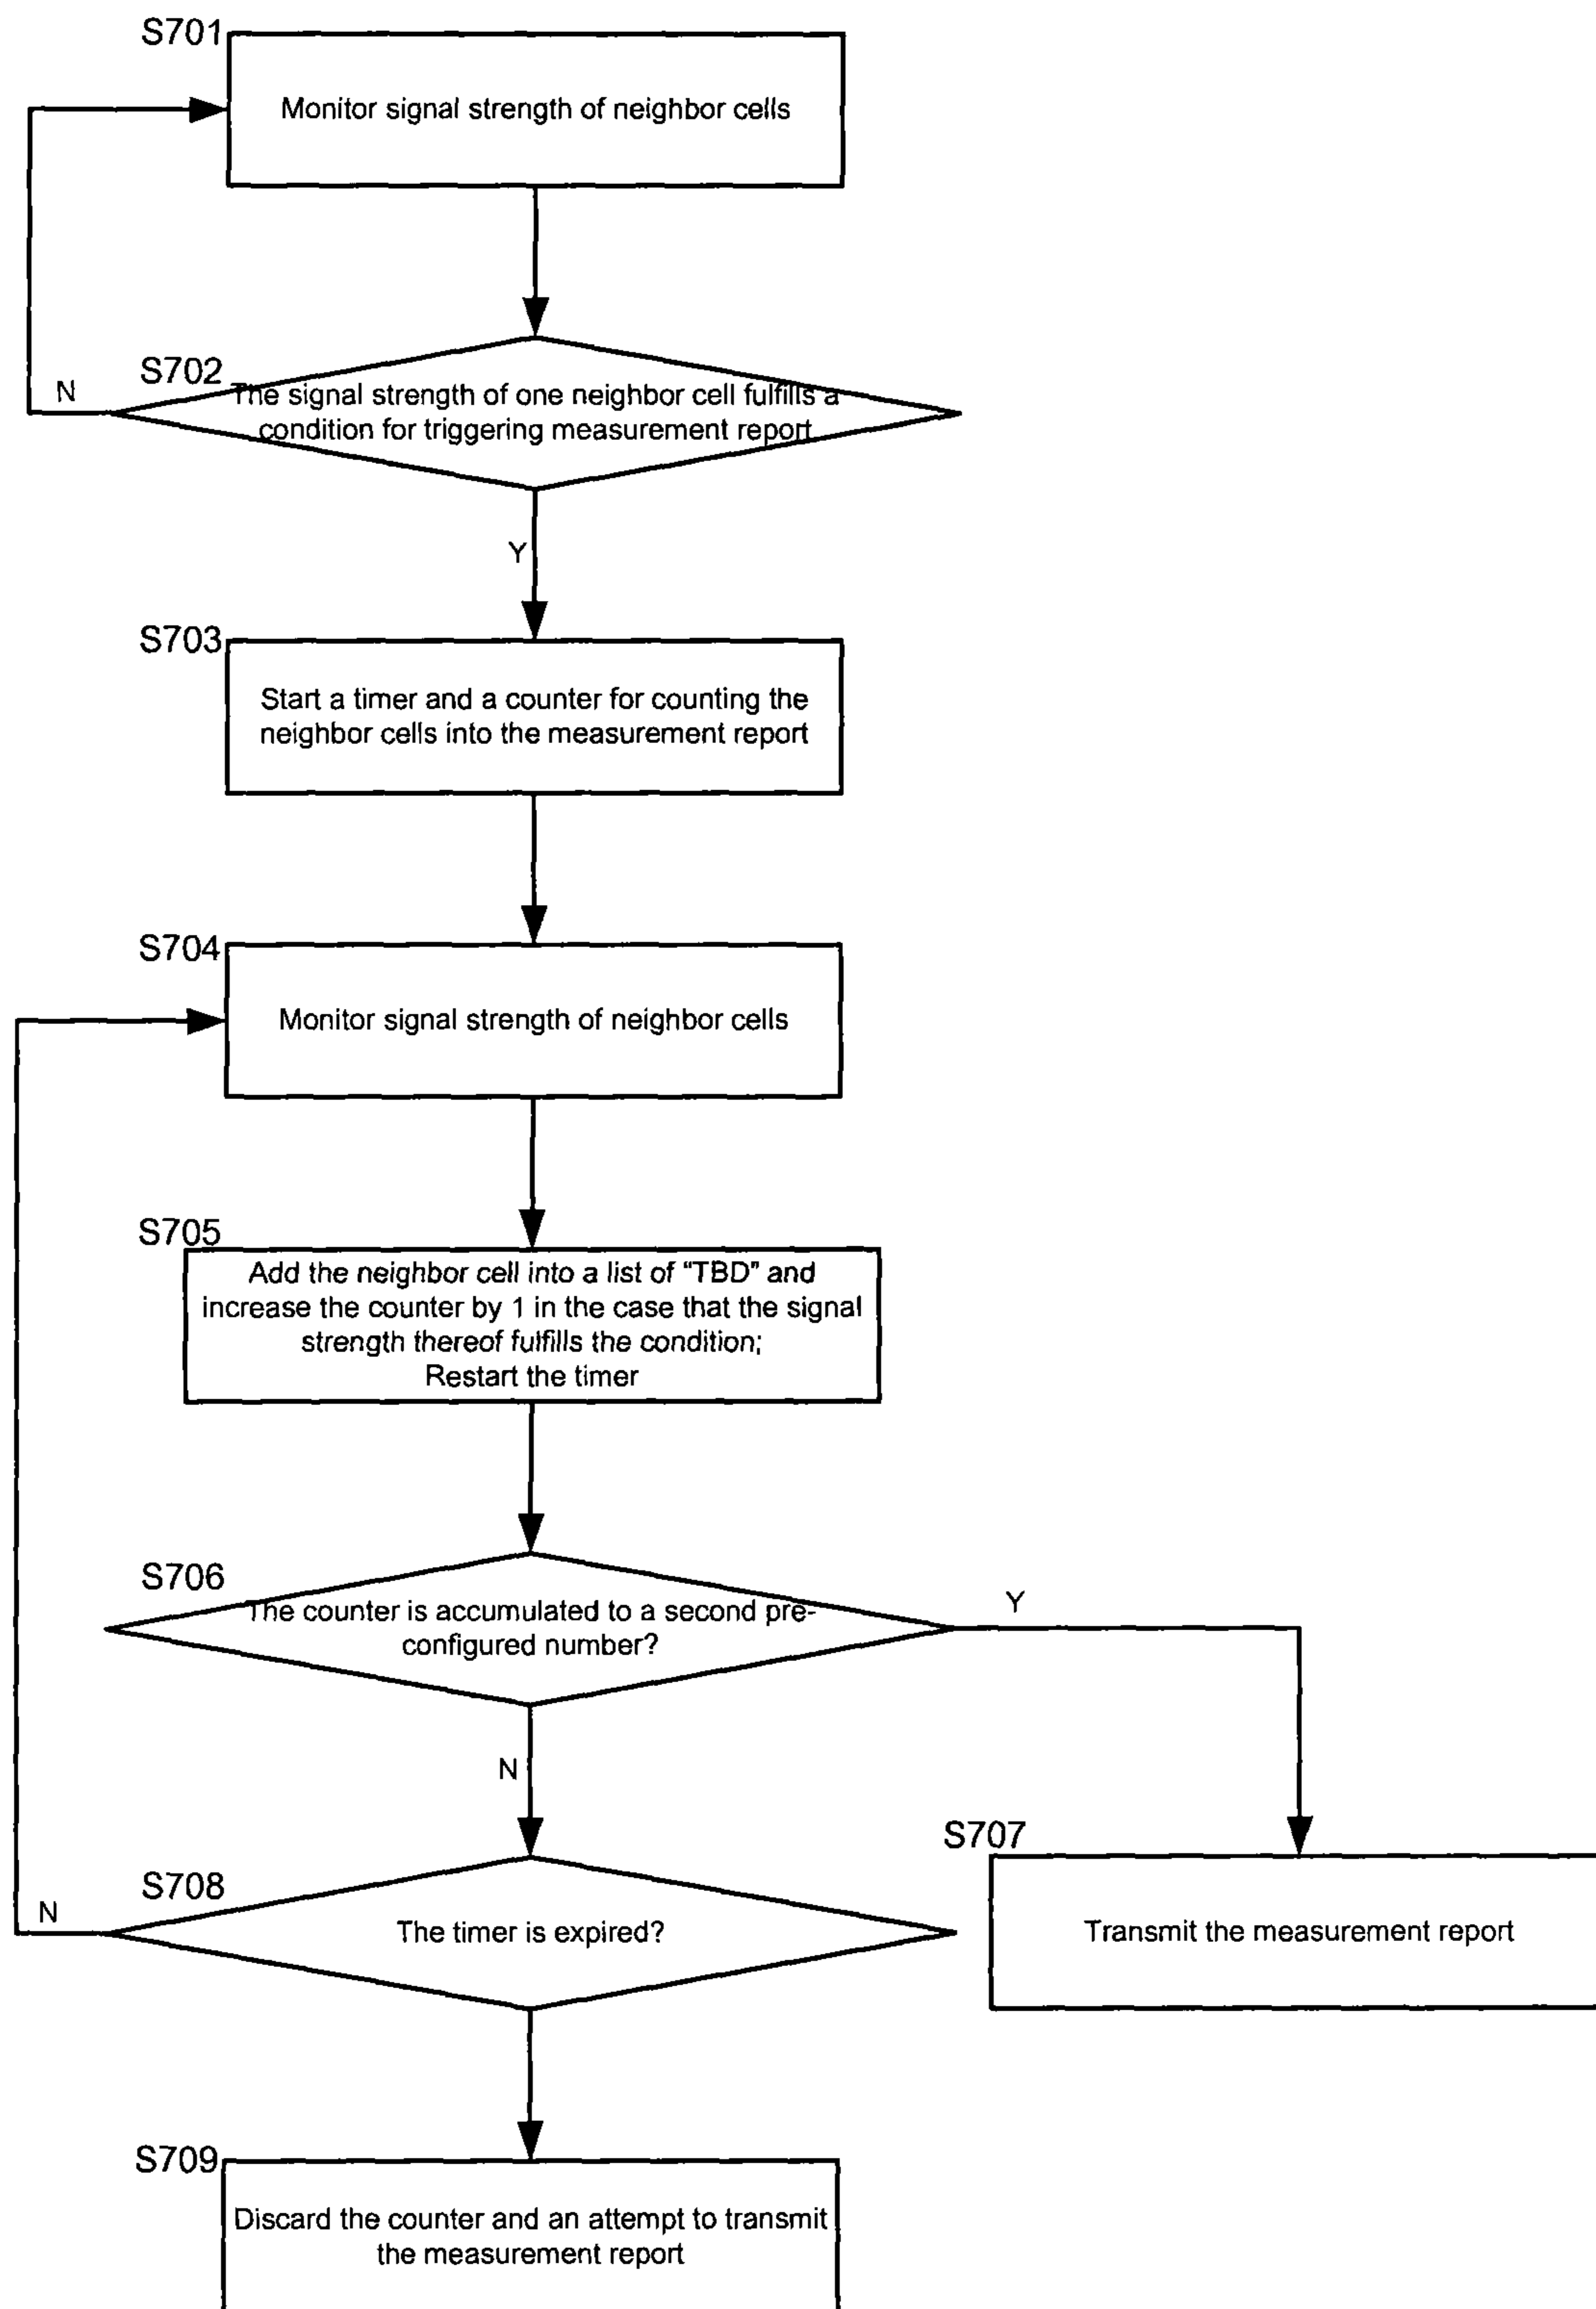 S701
Monitor signal strength of neighbor cells
S702
N
The signal strength of one neighbor cell fulfills a
condition for triggering measurement report
Y
S703
Start a timer and a counter for counting the
neighbor cells into the measurement report
S704
Monitor signal strength of neighbor cells
S705
Add the neighbor cell into a list of “TBD” and
increase the counter by 1 in the case that the signal
strength thereof fulfills the condition;
Restart the timer
S706
The counter is accumulated to a second pre-
configured number?
Y
N
S707
Transmit the measurement report
S708
N
The timer is expired?
S709
Discard the counter and an attempt to transmit
the measurement report